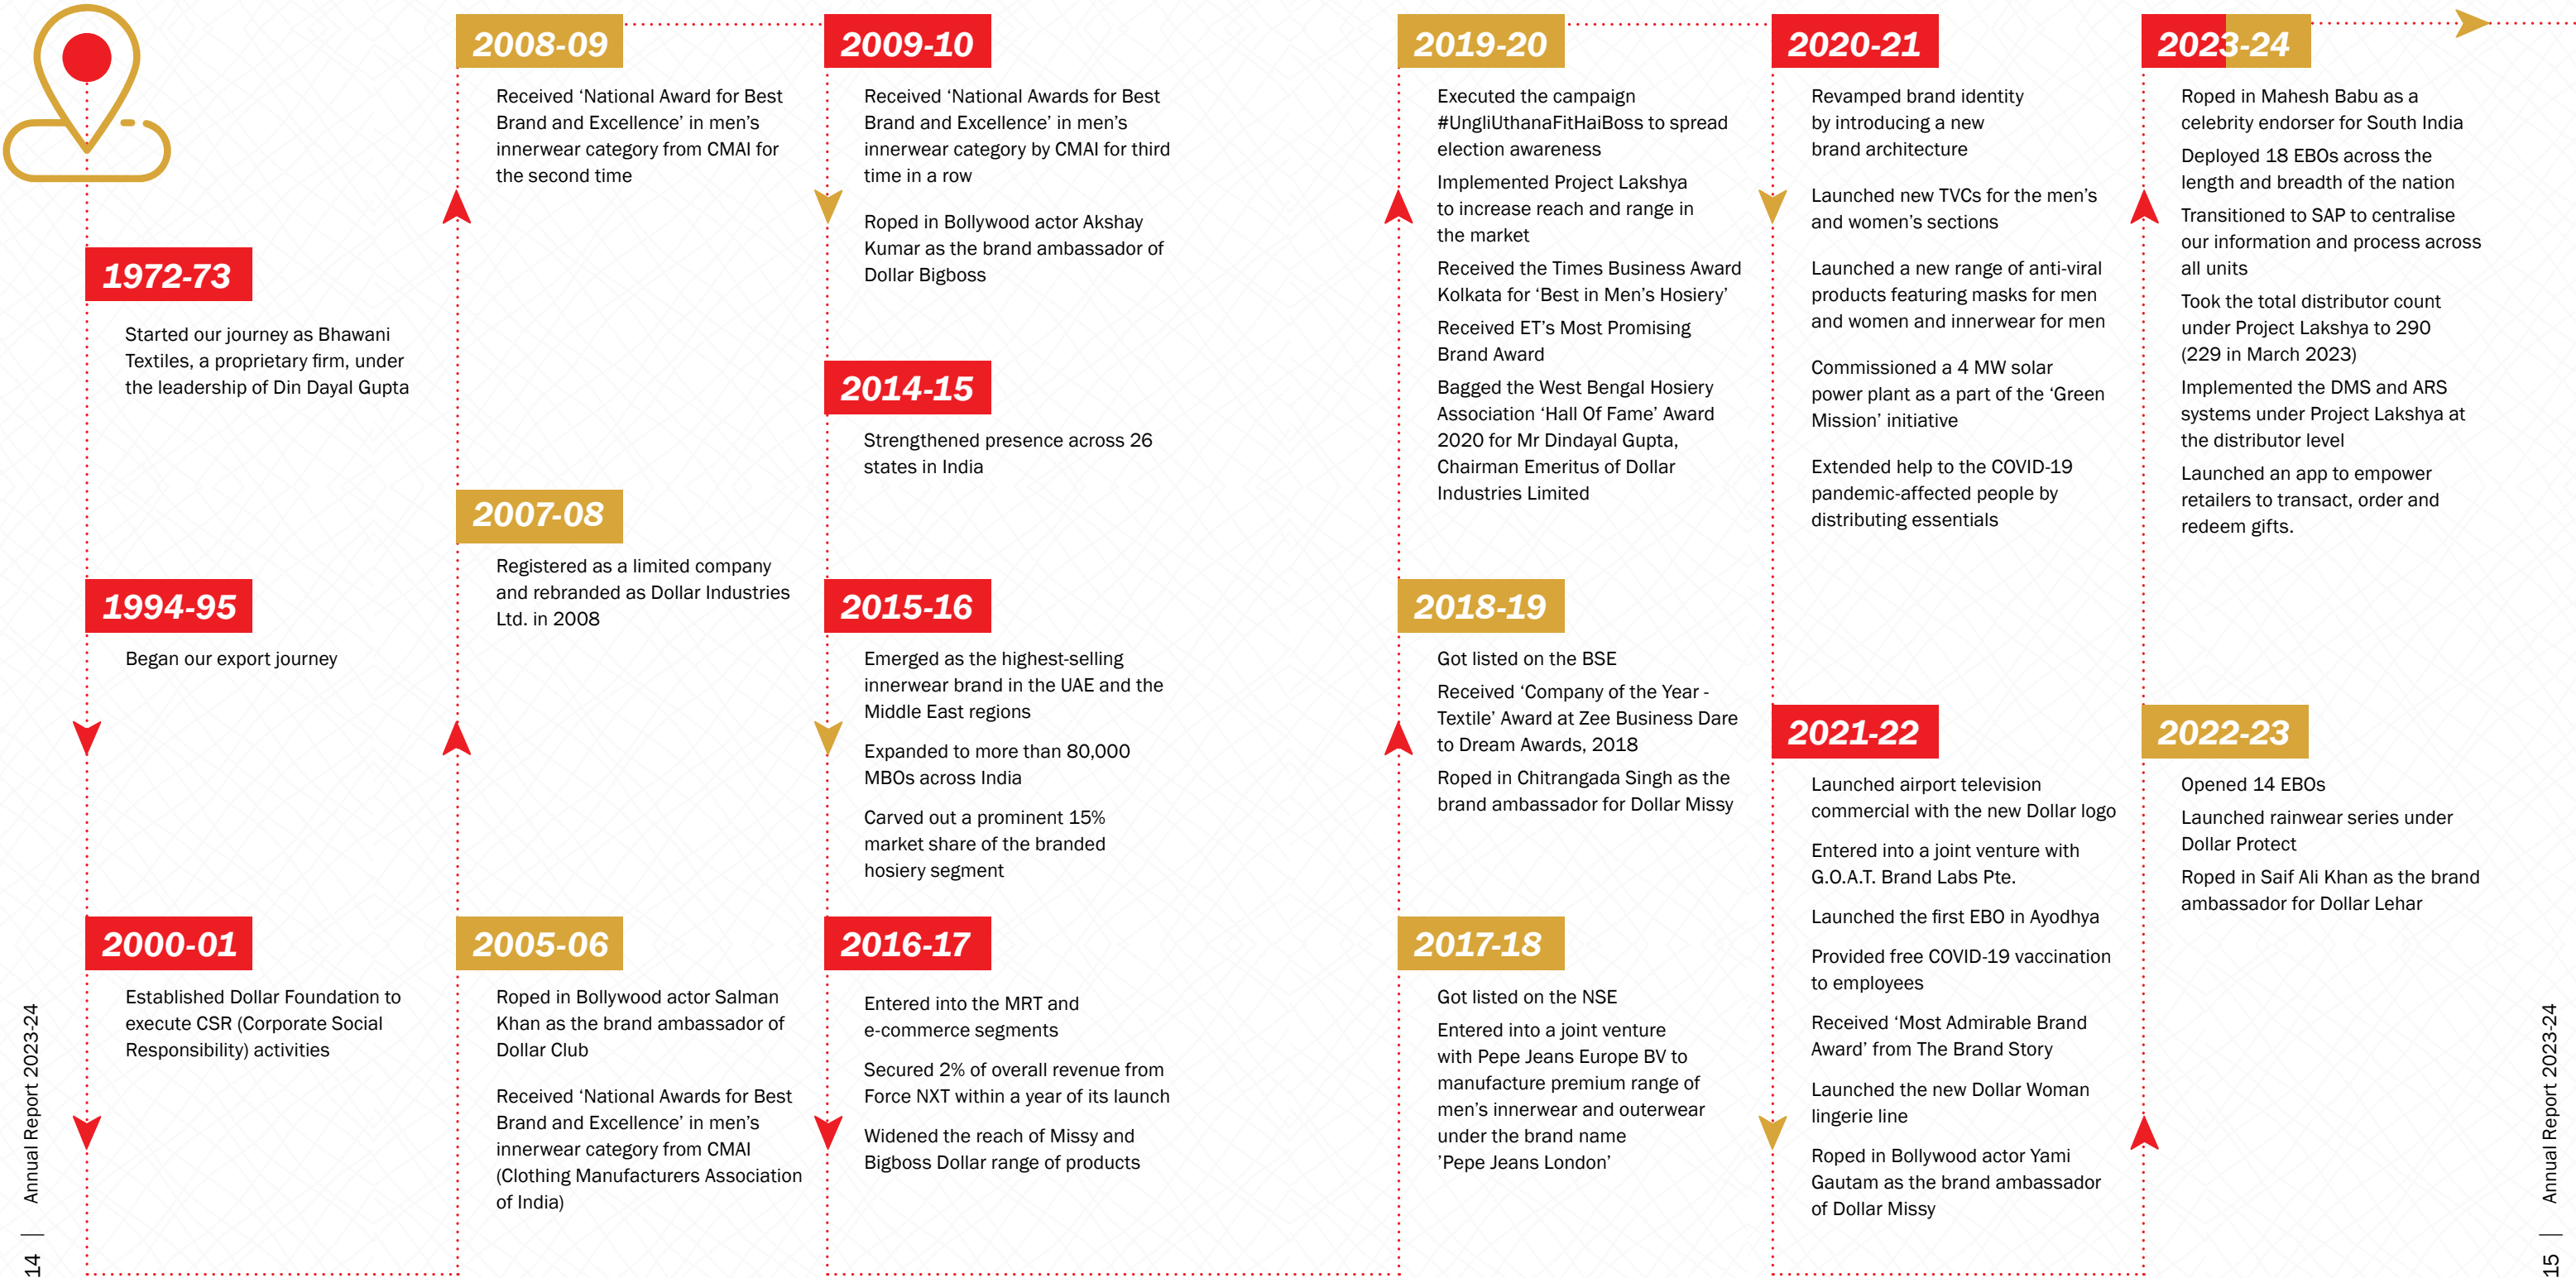 1972-73
Started our journey as Bhawani
Textiles, a proprietary firm, under
the leadership of Din Dayal Gupta
1994-95
Began our export journey
2000-01
Established Dollar Foundation to
execute CSR (Corporate Social
Responsibility) activities
2005-06
Roped in Bollywood actor Salman
Khan as the brand ambassador of
Dollar Club
Received ‘National Awards for Best
Brand and Excellence’ in men’s
innerwear category from CMAI
(Clothing Manufacturers Association
of India)
2007-08
Registered as a limited company
and rebranded as Dollar Industries
Ltd. in 2008
2008-09
Received ‘National Award for Best
Brand and Excellence’ in men’s
innerwear category from CMAI for
the second time
2009-10
Received ‘National Awards for Best
Brand and Excellence’ in men’s
innerwear category by CMAI for third
time in a row
Roped in Bollywood actor Akshay
Kumar as the brand ambassador of
Dollar Bigboss
2014-15
Strengthened presence across 26
states in India
2015-16
Emerged as the highest-selling
innerwear brand in the UAE and the
Middle East regions
Expanded to more than 80,000
MBOs across India
Carved out a prominent 15%
market share of the branded
hosiery segment
2016-17
Entered into the MRT and
e-commerce segments
Secured 2% of overall revenue from
Force NXT within a year of its launch
Widened the reach of Missy and
Bigboss Dollar range of products
2017-18
Got listed on the NSE
Entered into a joint venture
with Pepe Jeans Europe BV to
manufacture premium range of
men’s innerwear and outerwear
under the brand name
’Pepe Jeans London’
2018-19
Got listed on the BSE
Received ‘Company of the Year -
Textile’ Award at Zee Business Dare
to Dream Awards, 2018
Roped in Chitrangada Singh as the
brand ambassador for Dollar Missy
2019-20
Executed the campaign
#UngliUthanaFitHaiBoss to spread
election awareness
Implemented Project Lakshya
to increase reach and range in
the market
Received the Times Business Award
Kolkata for ‘Best in Men’s Hosiery’
Received ET’s Most Promising
Brand Award
Bagged the West Bengal Hosiery
Association ‘Hall Of Fame’ Award
2020 for Mr Dindayal Gupta,
Chairman Emeritus of Dollar
Industries Limited
2020-21
Revamped brand identity
by introducing a new
brand architecture
Launched new TVCs for the men’s
and women’s sections
Launched a new range of anti-viral
products featuring masks for men
and women and innerwear for men
Commissioned a 4 MW solar
power plant as a part of the ‘Green
Mission’ initiative
Extended help to the COVID-19
pandemic-affected people by
distributing essentials
2021-22
Launched airport television
commercial with the new Dollar logo
Entered into a joint venture with
G.O.A.T. Brand Labs Pte.
Launched the first EBO in Ayodhya
Provided free COVID-19 vaccination
to employees
Received ‘Most Admirable Brand
Award’ from The Brand Story
Launched the new Dollar Woman
lingerie line
Roped in Bollywood actor Yami
Gautam as the brand ambassador
of Dollar Missy
2022-23
Opened 14 EBOs
Launched rainwear series under
Dollar Protect
Roped in Saif Ali Khan as the brand
ambassador for Dollar Lehar
2023-24
Roped in Mahesh Babu as a
celebrity endorser for South India
Deployed 18 EBOs across the
length and breadth of the nation
Transitioned to SAP to centralise
our information and process across
all units
Took the total distributor count
under Project Lakshya to 290
(229 in March 2023)
Implemented the DMS and ARS
systems under Project Lakshya at
the distributor level
Launched an app to empower
retailers to transact, order and
redeem gifts.
14 | Annual Report 2023-24
15 | Annual Report 2023-24